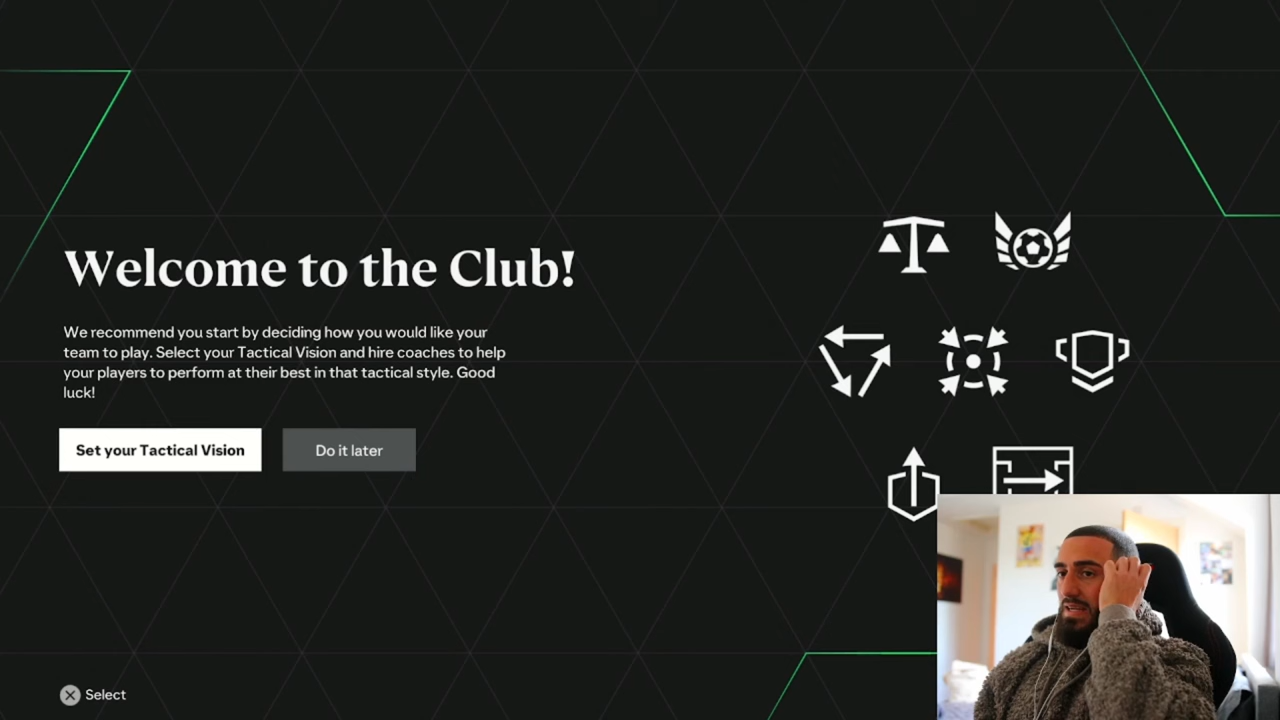 Welcome to the Club!
We recommend you start by deciding how you would like your
team to play. Select your Tactical Vision and hire coaches to help
your players to perform at their best in that tactical style. Good
luck!
Set your Tactical Vision
Do it later
Select